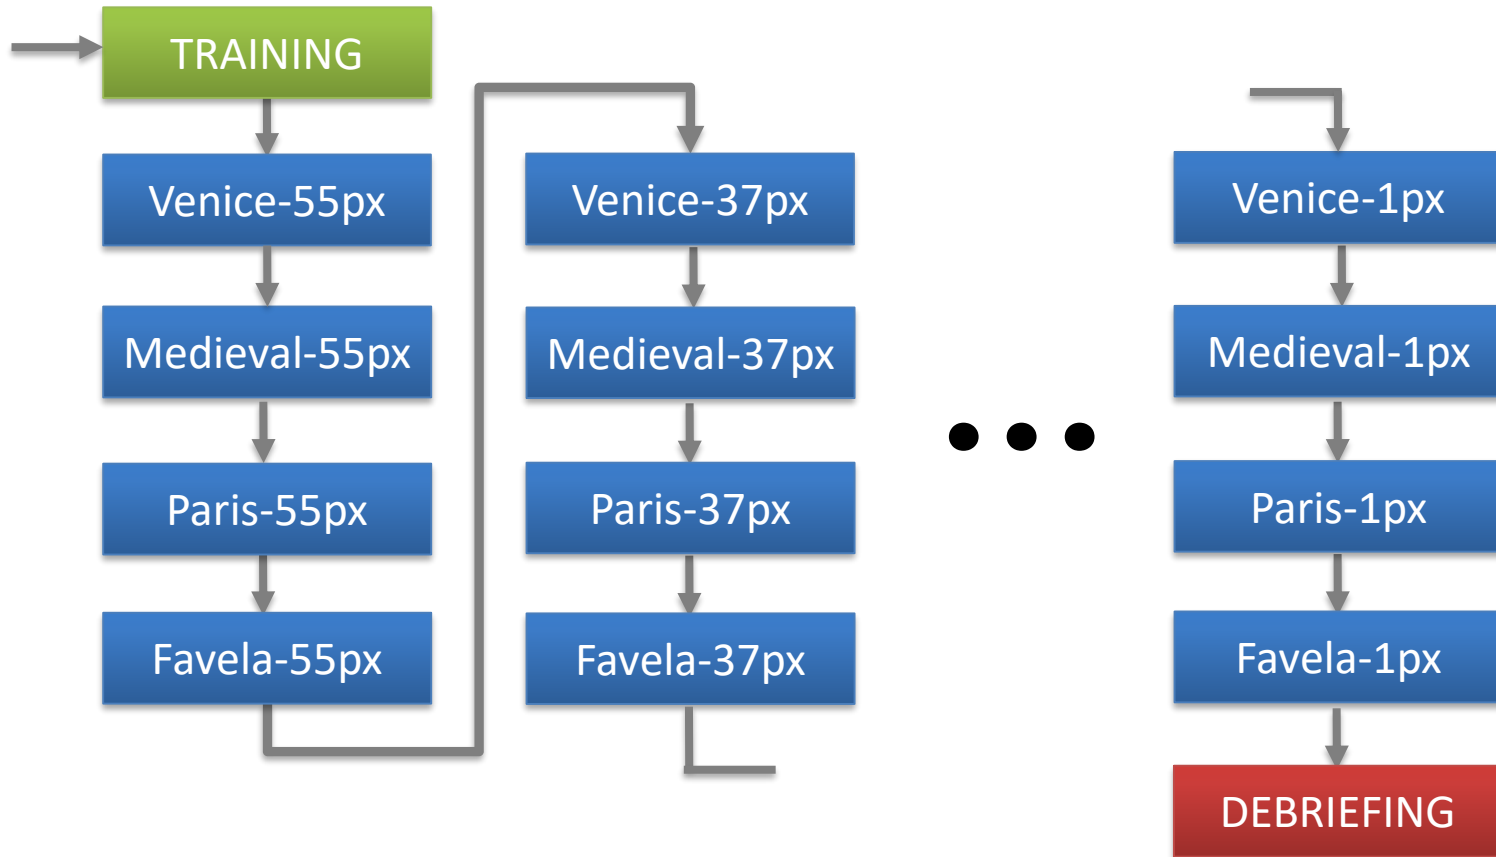 TRAINING
Venice-55px
Medieval-55px
Paris-55px
Favela-55px
Venice-37px
Medieval-37px
Paris-37px
Favela-37px
Venice-1px
Medieval-1px
Paris-1px
Favela-1px
DEBRIEFING